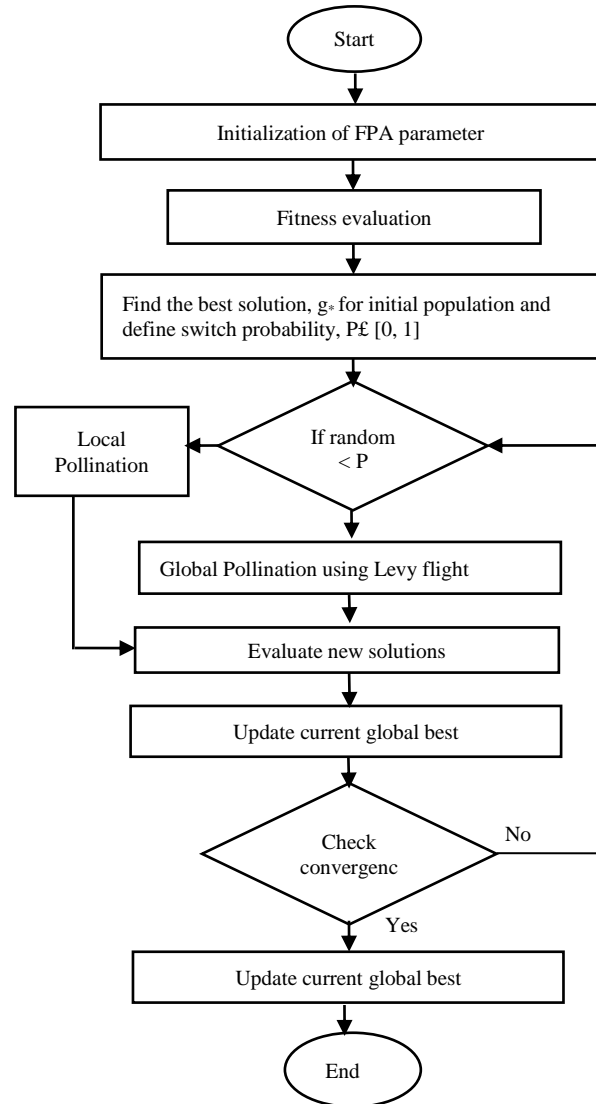 Start
Initialization of FPA parameter
Fitness evaluation
Find the best solution, g* for initial population and
define switch probability, P£ [0, 1]
If random
< P
Local
Pollination
Global Pollination using Levy flight
Evaluate new solutions
Update current global best
Check
convergenc
No
Yes
Update current global best
End